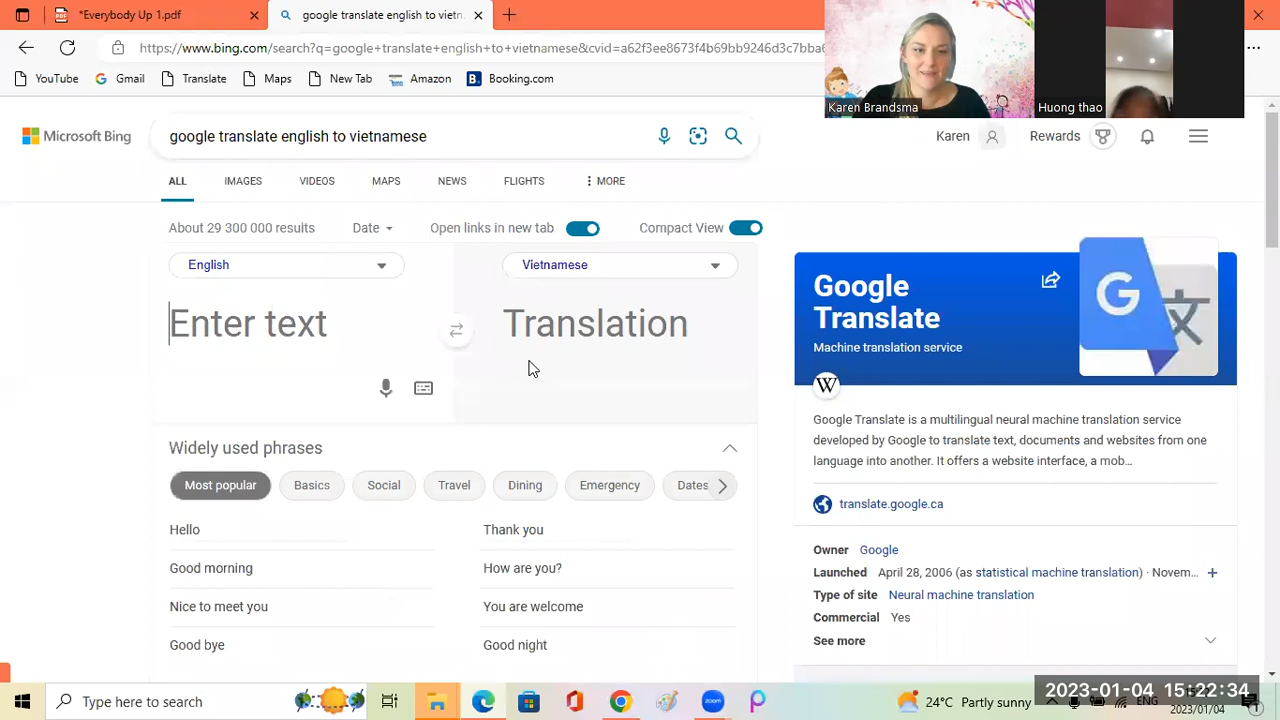 "Everybody Up 1.pdf
google translate english to vietn
https://www.bing.com/search?q=google+translate+english+to+vietnamese&cvid=a62f3ee8673f4b69bb9246d3c7bba6
YouTube
Gmail
Translate
Maps
New Tab
Amazon
Booking.com
Karen Brandsma
Huong thao
Microsoft Bing
google translate english to vietnamese
Karen
Rewards
ALL
IMAGES
VIDEOS
MAPS
NEWS
FLIGHTS
MORE
About 29 300 000 results
Date
Open links in new tab
Compact View
English
Vietnamese
Enter text
Translation
Widely used phrases
Most popular
Basics
Social
Travel
Dining
Emergency
Dates
Hello
Thank you
Good morning
How are you?
Nice to meet you
You are welcome
Good bye
Good night
Google
Translate
Machine translation service
W
Google Translate is a multilingual neural machine translation service
developed by Google to translate text, documents and websites from one
language into another. It offers a website interface, a mob…
translate.google.ca
Owner Google
Launched April 28, 2006 (as statistical machine translation) · Novem…
Type of site Neural machine translation
Commercial Yes
See more
Type here to search
zoom
24°C Partly sunny
ENG
2023-01-04 15:22:34
2023/01/04